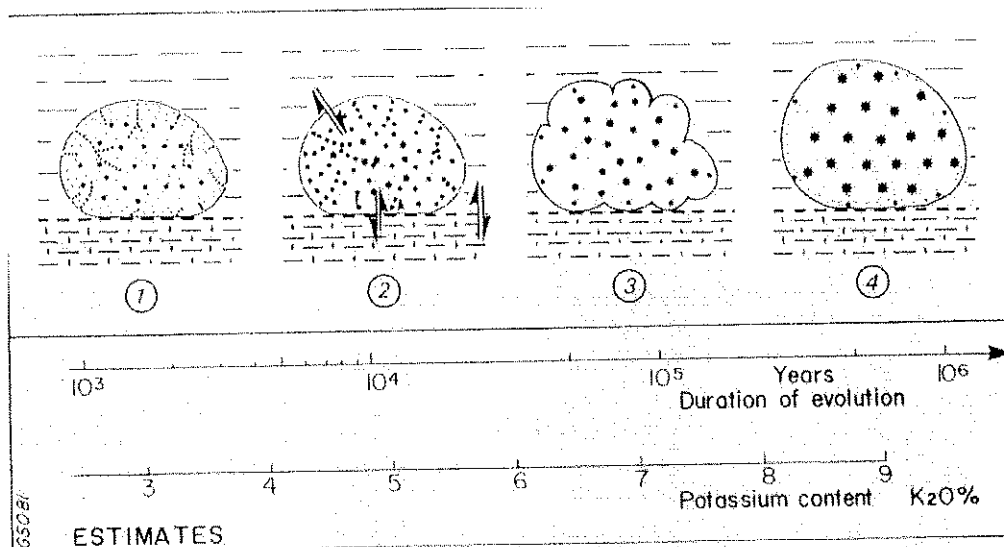 1 2 3 4
10³ 10⁴ 10⁵ Years 10⁶
Duration of evolution
3 4 5 6 7 8 9
Potassium content K₂O%
ESTIMATES